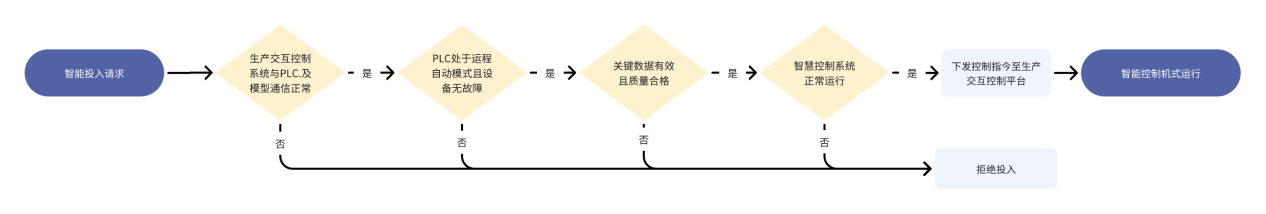 智能投入请求
生产交互控制
系统与PLC.及
模型通信正常
是
PLC处于运程
自动模式且设
备无故障
是
关键数据有效
且质量合格
是
智慧控制系统
正常运行
是
下发控制指今至生产
交互控制平台
智能控制机式运行
否
否
否
否
拒绝投入